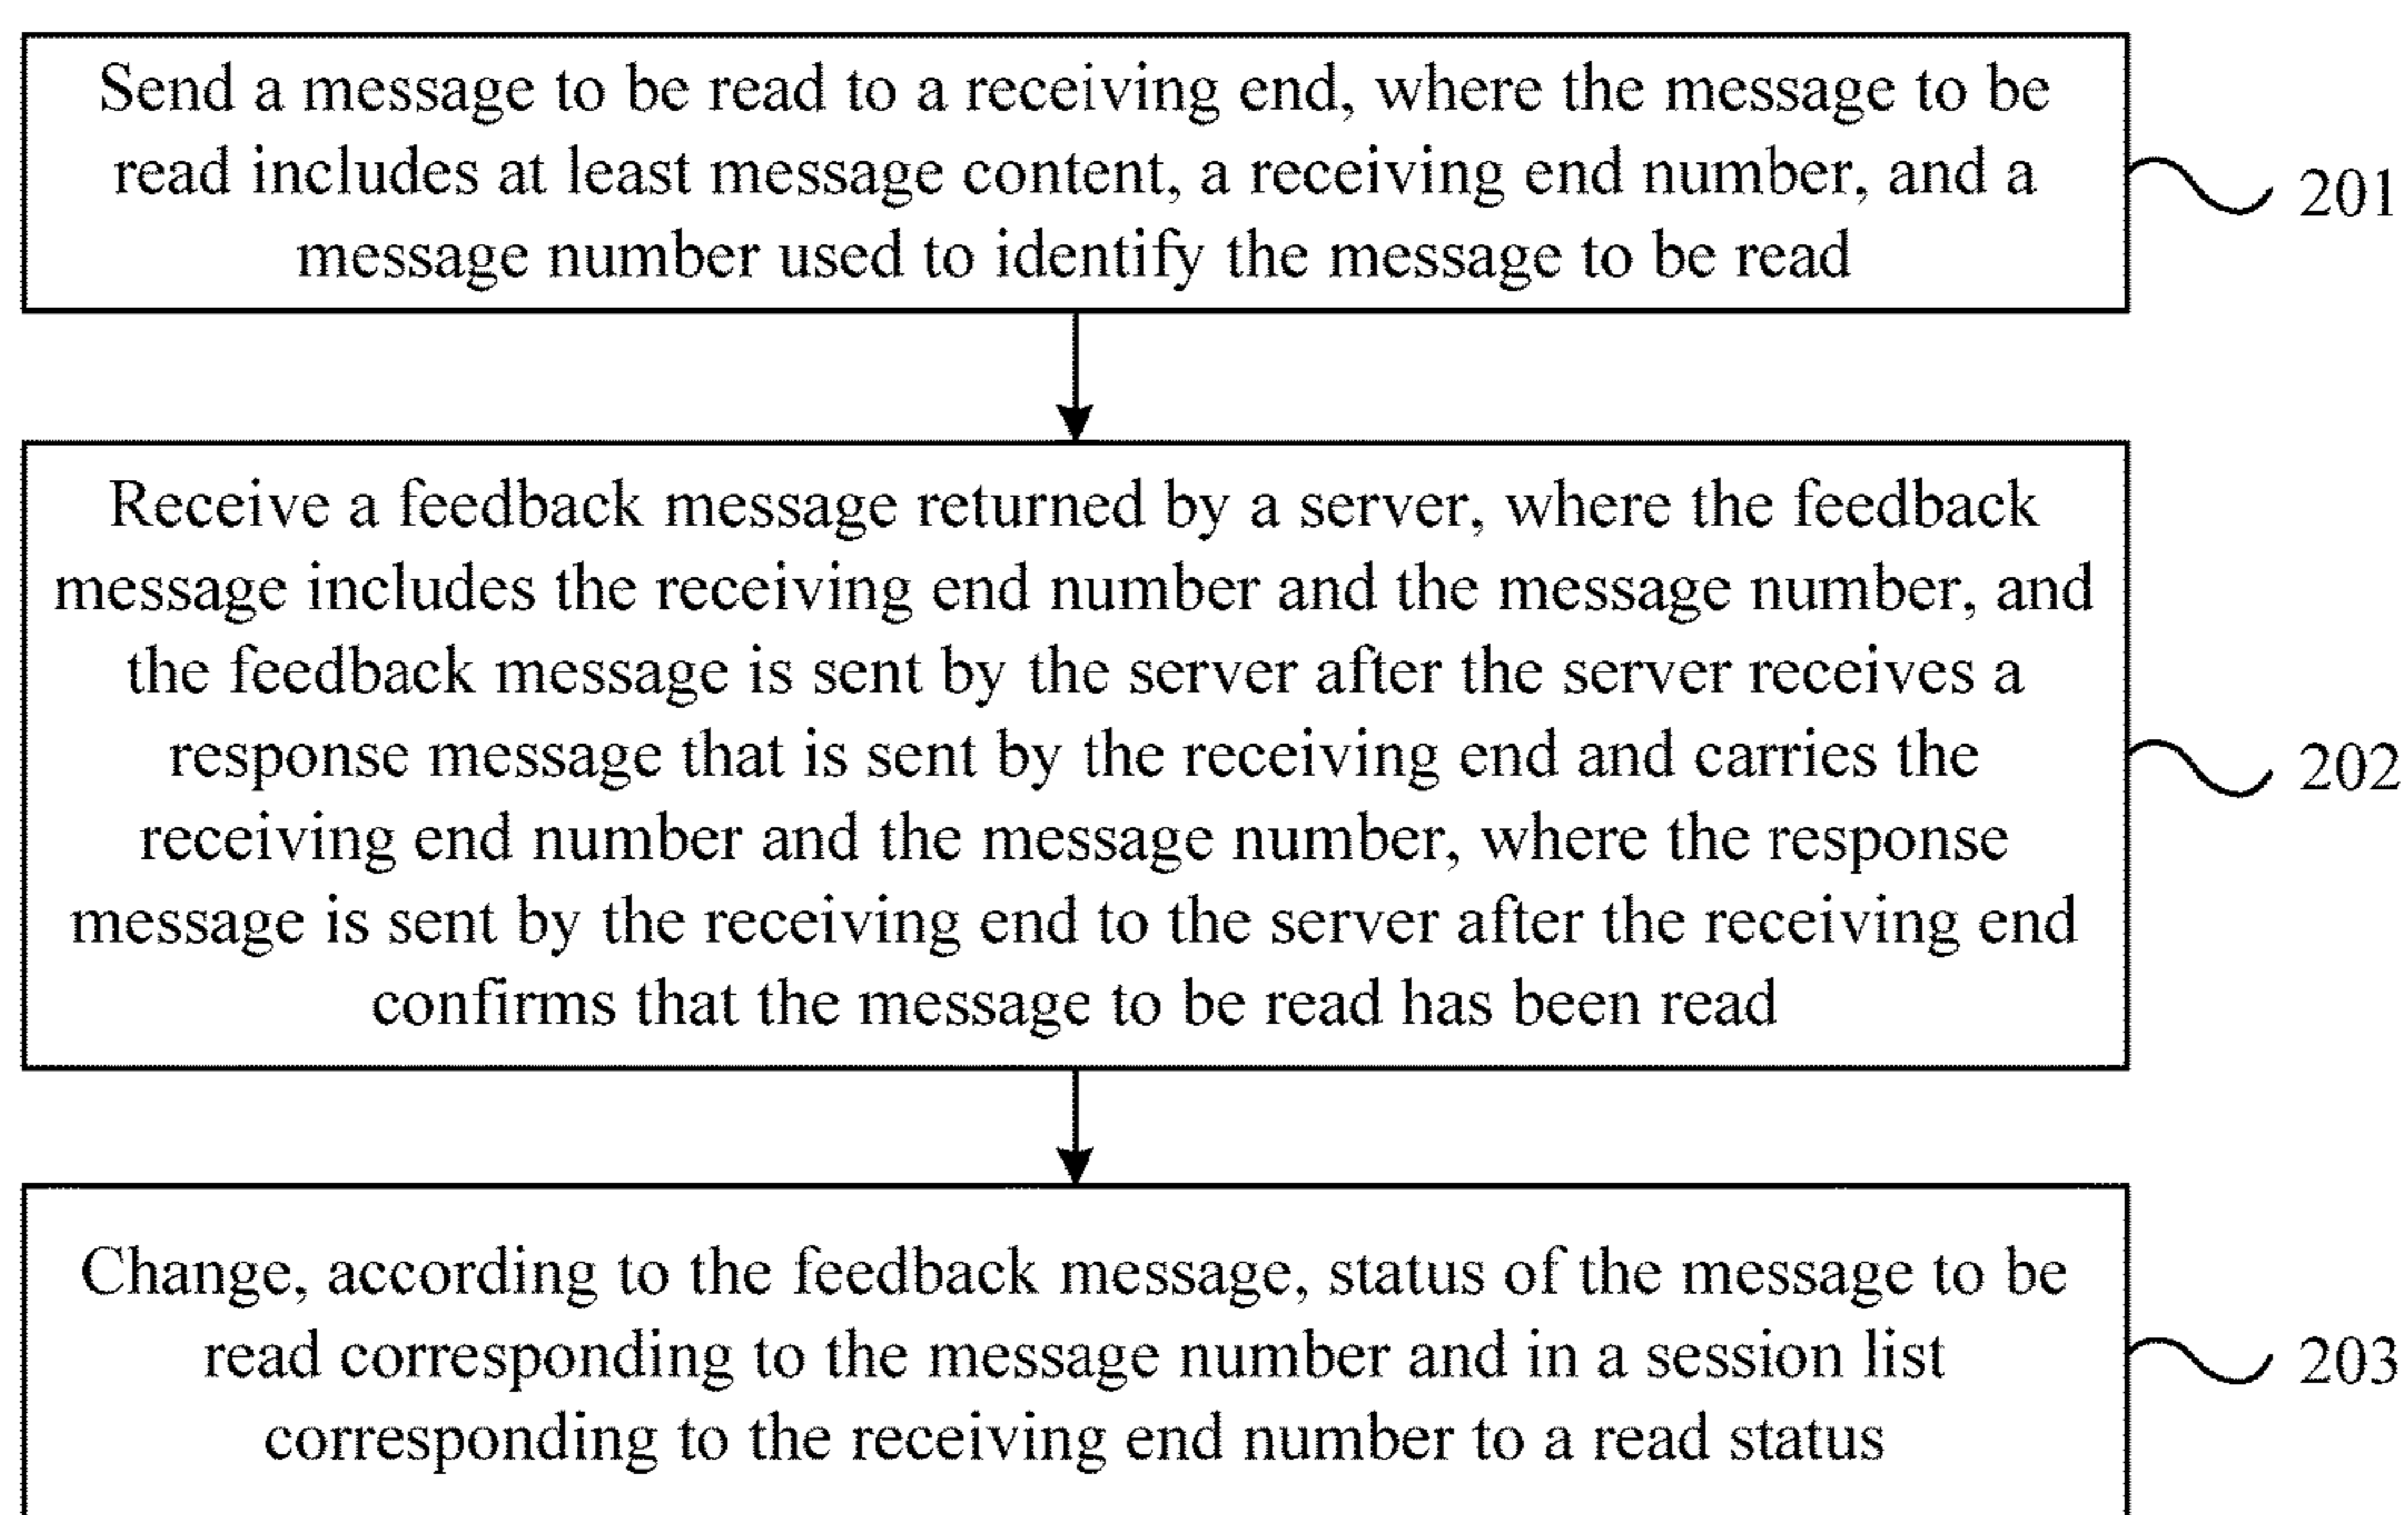 Send a message to be read to a receiving end, where the message to be
read includes at least message content, a receiving end number, and a
message number used to identify the message to be read
201
Receive a feedback message returned by a server, where the feedback
message includes the receiving end number and the message number, and
the feedback message is sent by the server after the server receives a
response message that is sent by the receiving end and carries the
receiving end number and the message number, where the response
message is sent by the receiving end to the server after the receiving end
confirms that the message to be read has been read
202
Change, according to the feedback message, status of the message to be
read corresponding to the message number and in a session list
corresponding to the receiving end number to a read status
203